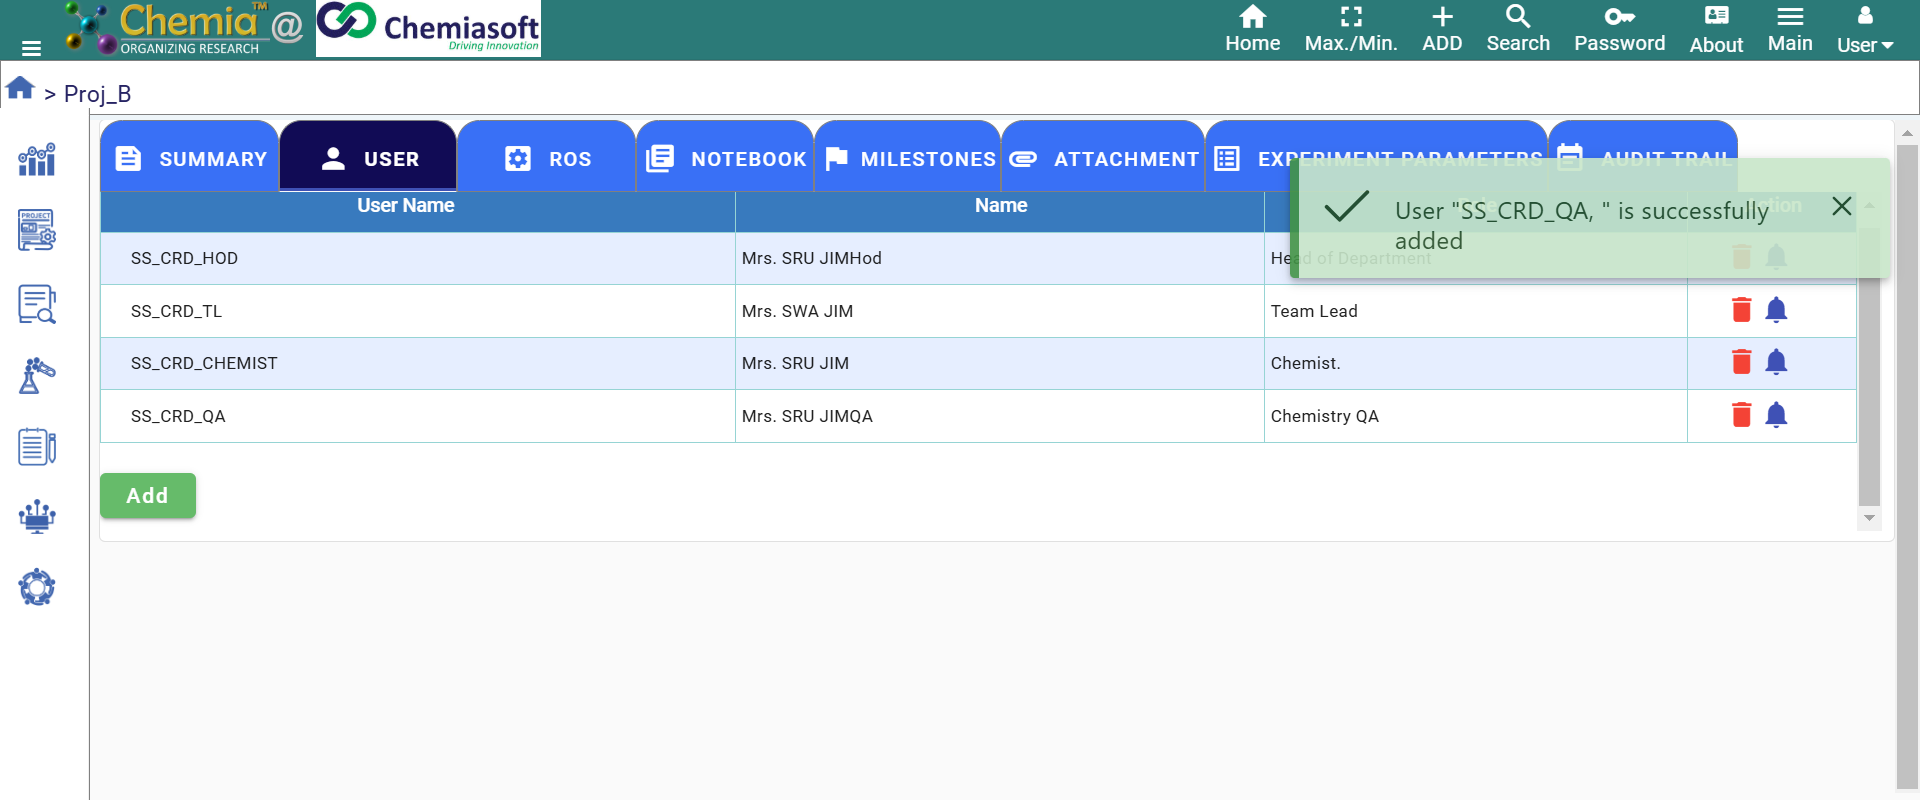 Chemia™ @
ORGANIZING RESEARCH
Chemiasoft
Driving Innovation
Home
Max./Min.
ADD
Search
Password
About
Main
User
> Proj_B
SUMMARY
USER
ROS
NOTEBOOK
MILESTONES
ATTACHMENT
EXPERIMENT PARAMETERS
AUDIT TRAIL
User "SS_CRD_QA, " is successfully
added
User Name
Name
SS_CRD_HOD
Mrs. SRU JIMHod
Head of Department
SS_CRD_TL
Mrs. SWA JIM
Team Lead
SS_CRD_CHEMIST
Mrs. SRU JIM
Chemist.
SS_CRD_QA
Mrs. SRU JIMQA
Chemistry QA
Add
PROJECT